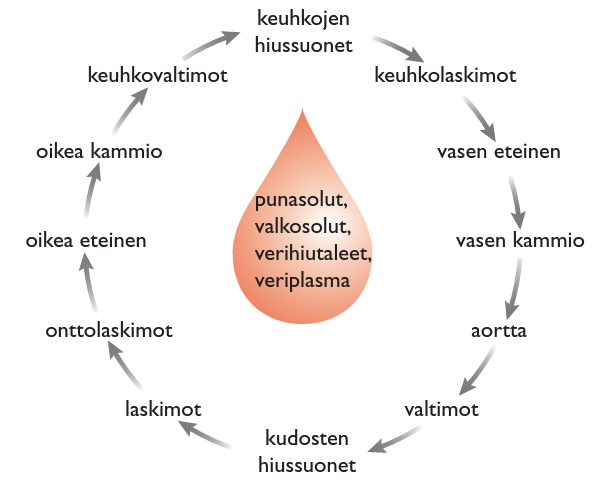 keuhkojen
hiussuonet
keuhkovaltimot
keuhkolaskimot
oikea kammio
vasen eteinen
punasolut,
valkosolut,
verihiutaleet,
veriplasma
oikea eteinen
vasen kammio
onttolaskimot
aortta
laskimot
valtimot
kudosten
hiussuonet